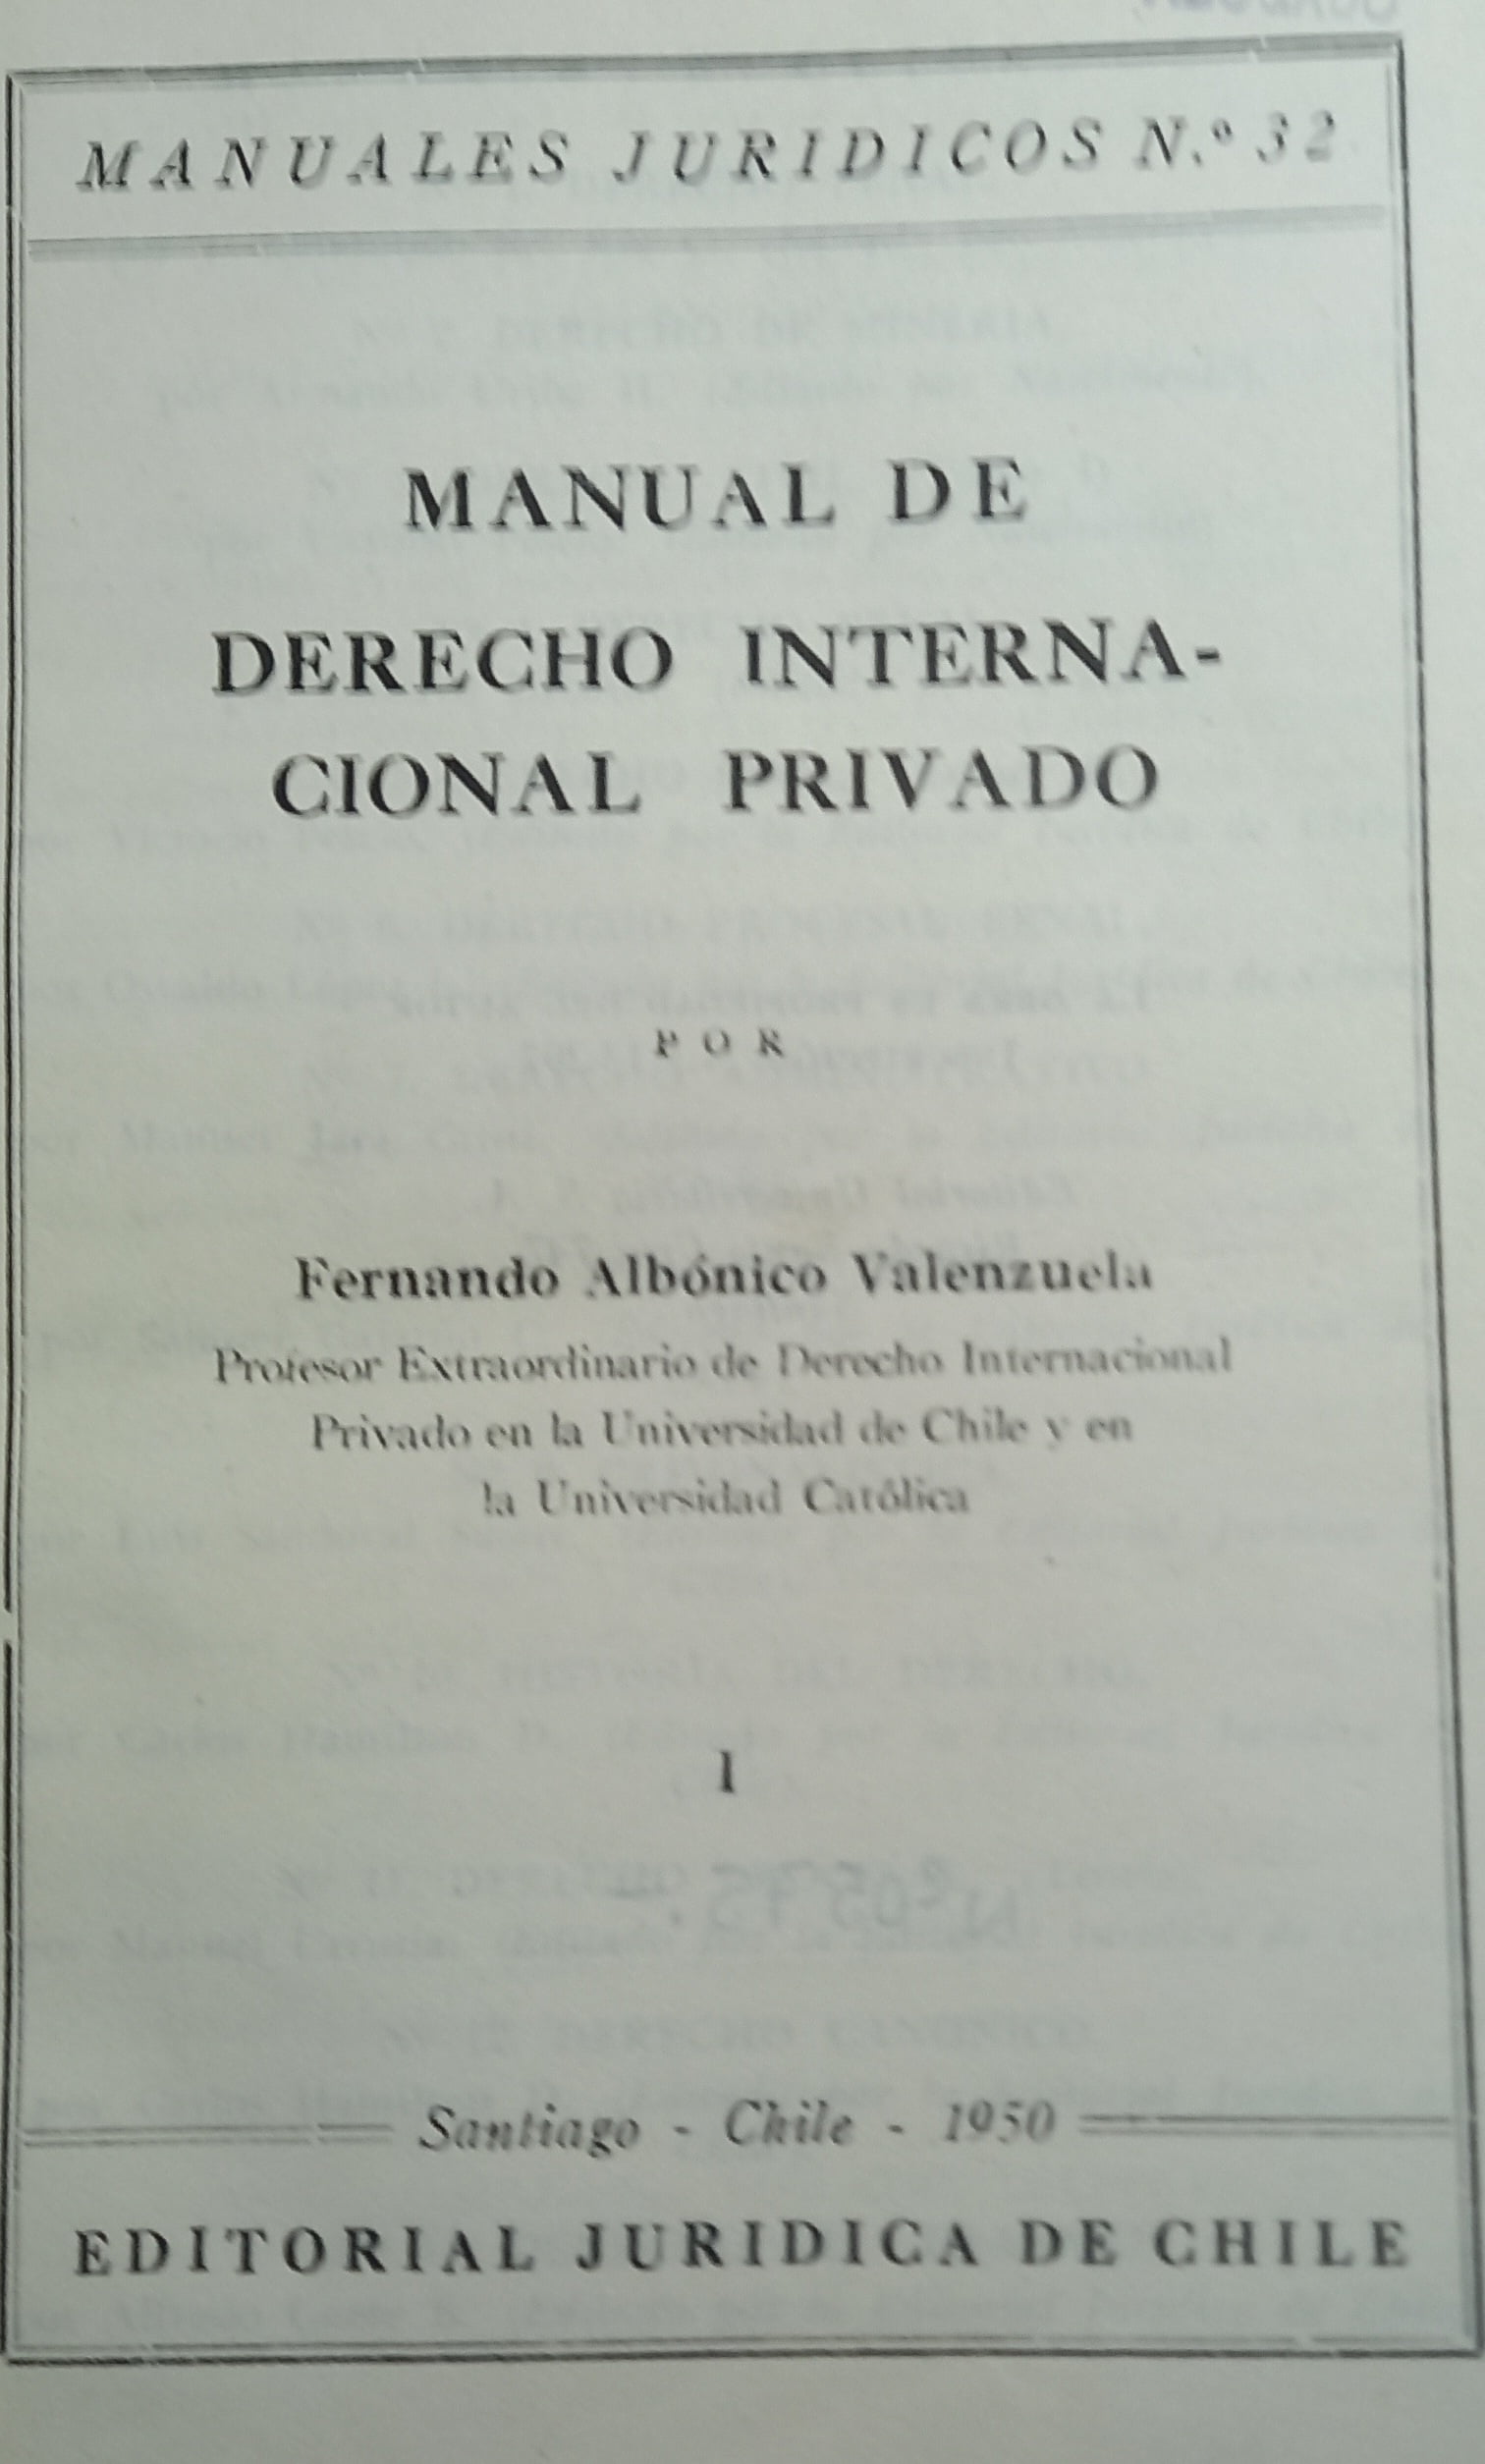 MANUALES JURIDICOS N.º 32
MANUAL DE
DERECHO INTERNA-
CIONAL PRIVADO
POR
Fernando Albónico Valenzuela
Profesor Extraordinario de Derecho Internacional
Privado en la Universidad de Chile y en
la Universidad Católica
I
Santiago - Chile - 1950
EDITORIAL JURIDICA DE CHILE